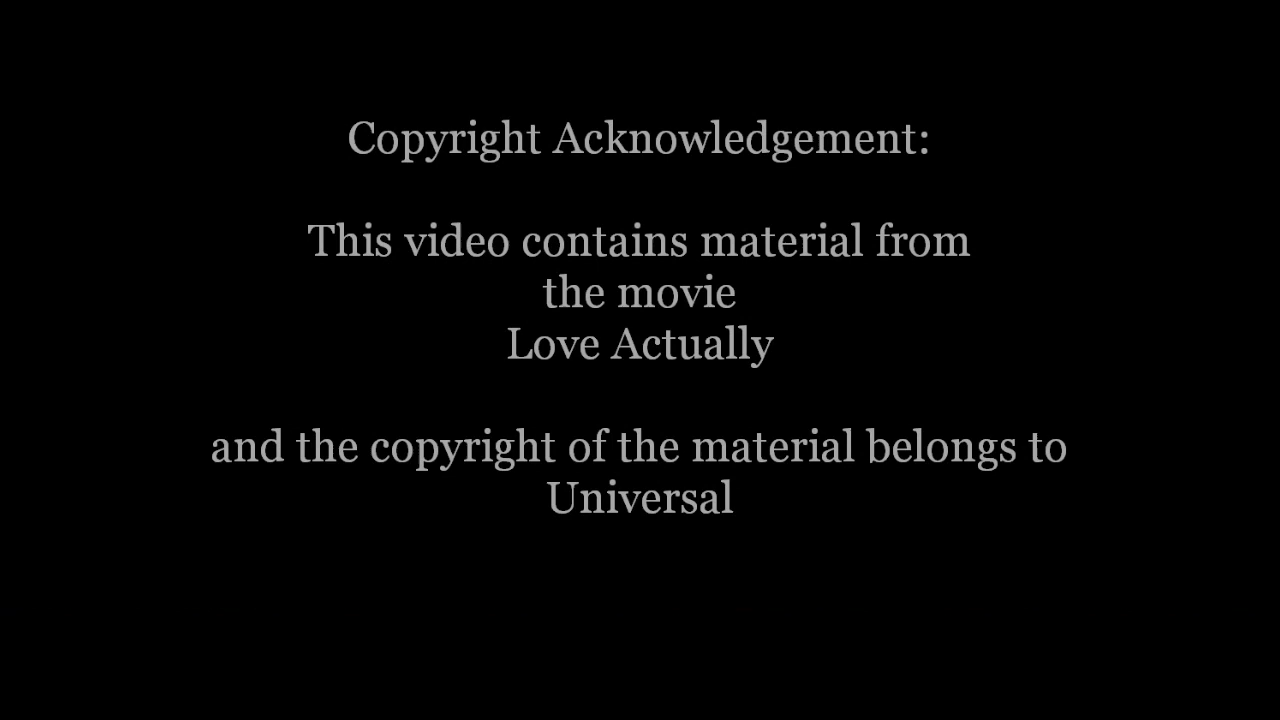 Copyright Acknowledgement:
This video contains material from
the movie
Love Actually
and the copyright of the material belongs to
Universal